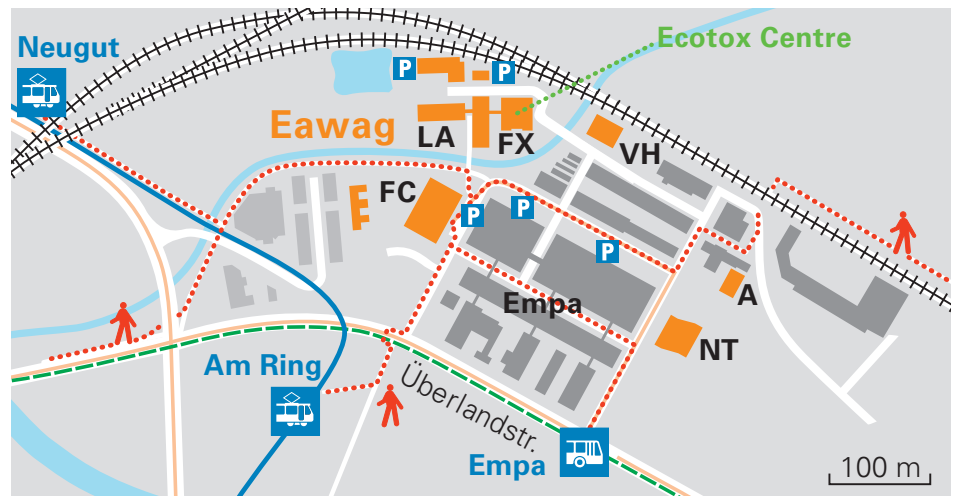 Neugut
Ecotox Centre
P
P
Eawag
LA
FX
VH
FC
P
P
P
Empa
A
NT
Am Ring
Überlandstr.
Empa
100 m